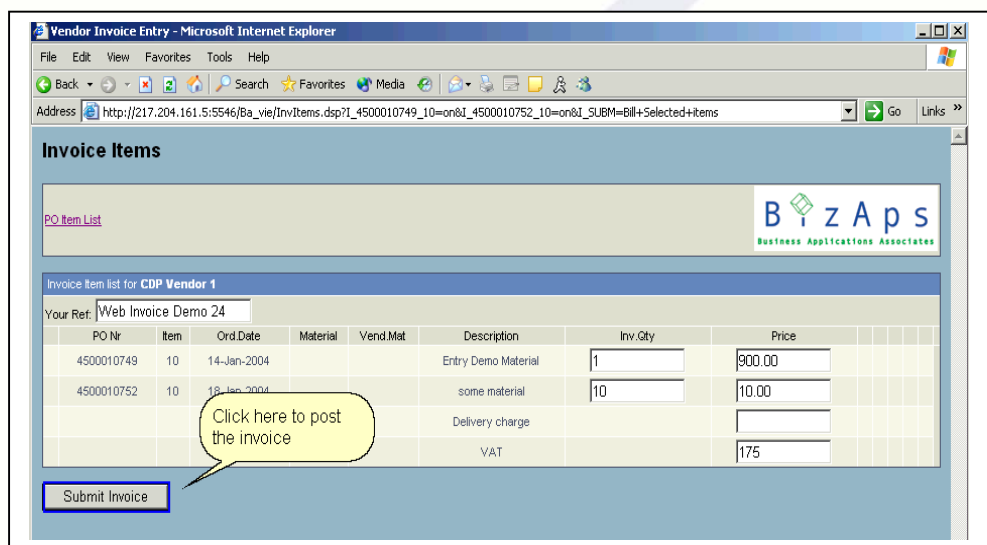 Vendor Invoice Entry - Microsoft Internet Explorer
File Edit View Favorites Tools Help
Back Search Favorites Media
Address http://217.204.161.5:5546/Ba_vie/InvItems.dsp?I_4500010749_10=on&I_4500010752_10=on&I_SUBM=Bill+Selected+items Go Links »
Invoice Items
PO Item List
BizAps
Business Applications Associates
Invoice Item list for CDP Vendor 1
Your Ref: Web Invoice Demo 24
PO Nr Item Ord.Date Material Vend.Mat Description Inv.Qty Price
4500010749 10 14-Jan-2004 Entry Demo Material 1 900.00
4500010752 10 18-Jan-2004 some material 10 10.00
Delivery charge
VAT 175
Click here to post
the invoice
Submit Invoice